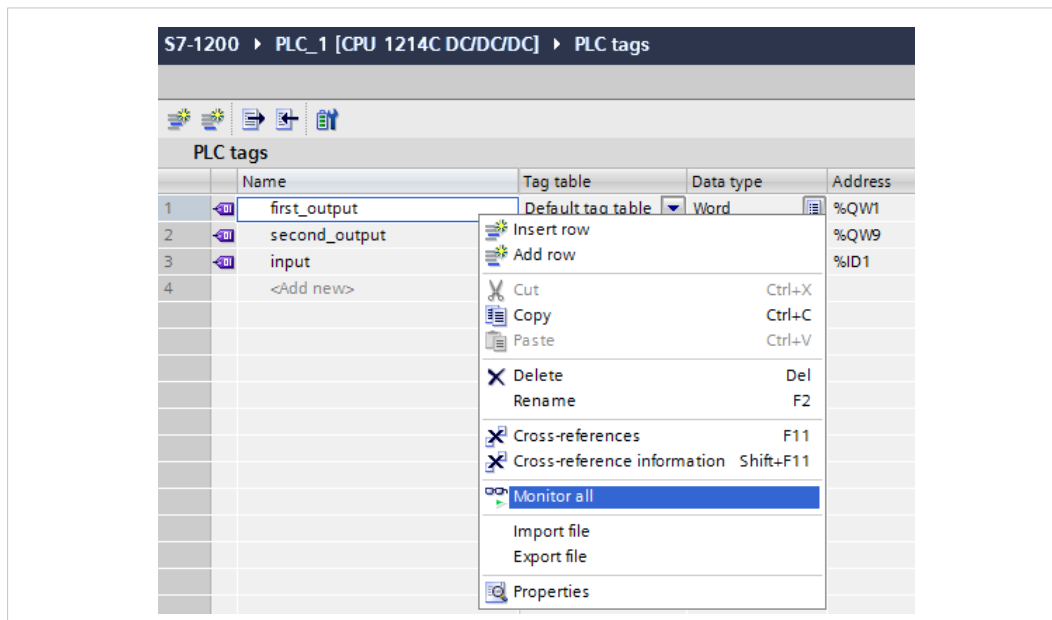 S7-1200 ▸ PLC_1 [CPU 1214C DC/DC/DC] ▸ PLC tags
PLC tags
Name Tag table Data type Address
1 first_output Default tag table Word %QW1
2 second_output %QW9
3 input %ID1
4 <Add new>
Insert row
Add row
Cut Ctrl+X
Copy Ctrl+C
Paste Ctrl+V
Delete Del
Rename F2
Cross-references F11
Cross-reference information Shift+F11
Monitor all
Import file
Export file
Properties